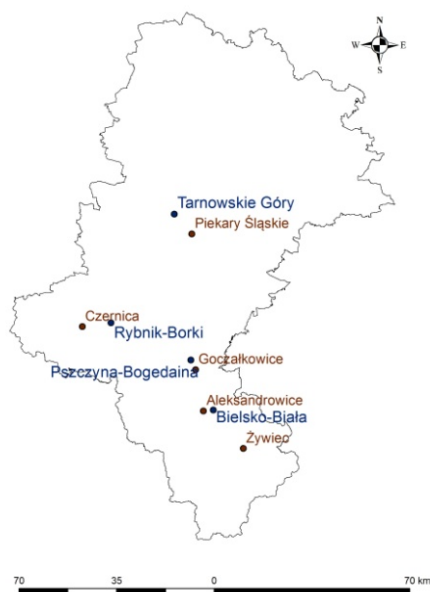 N
W E
S
Tarnowskie Góry
Piekary Śląskie
Czernica
Rybnik-Borki
Goczałkowice
Pszczyna-Bogedaina
Aleksandrowice
Bielsko-Biała
Żywiec
70 35 0 70 km